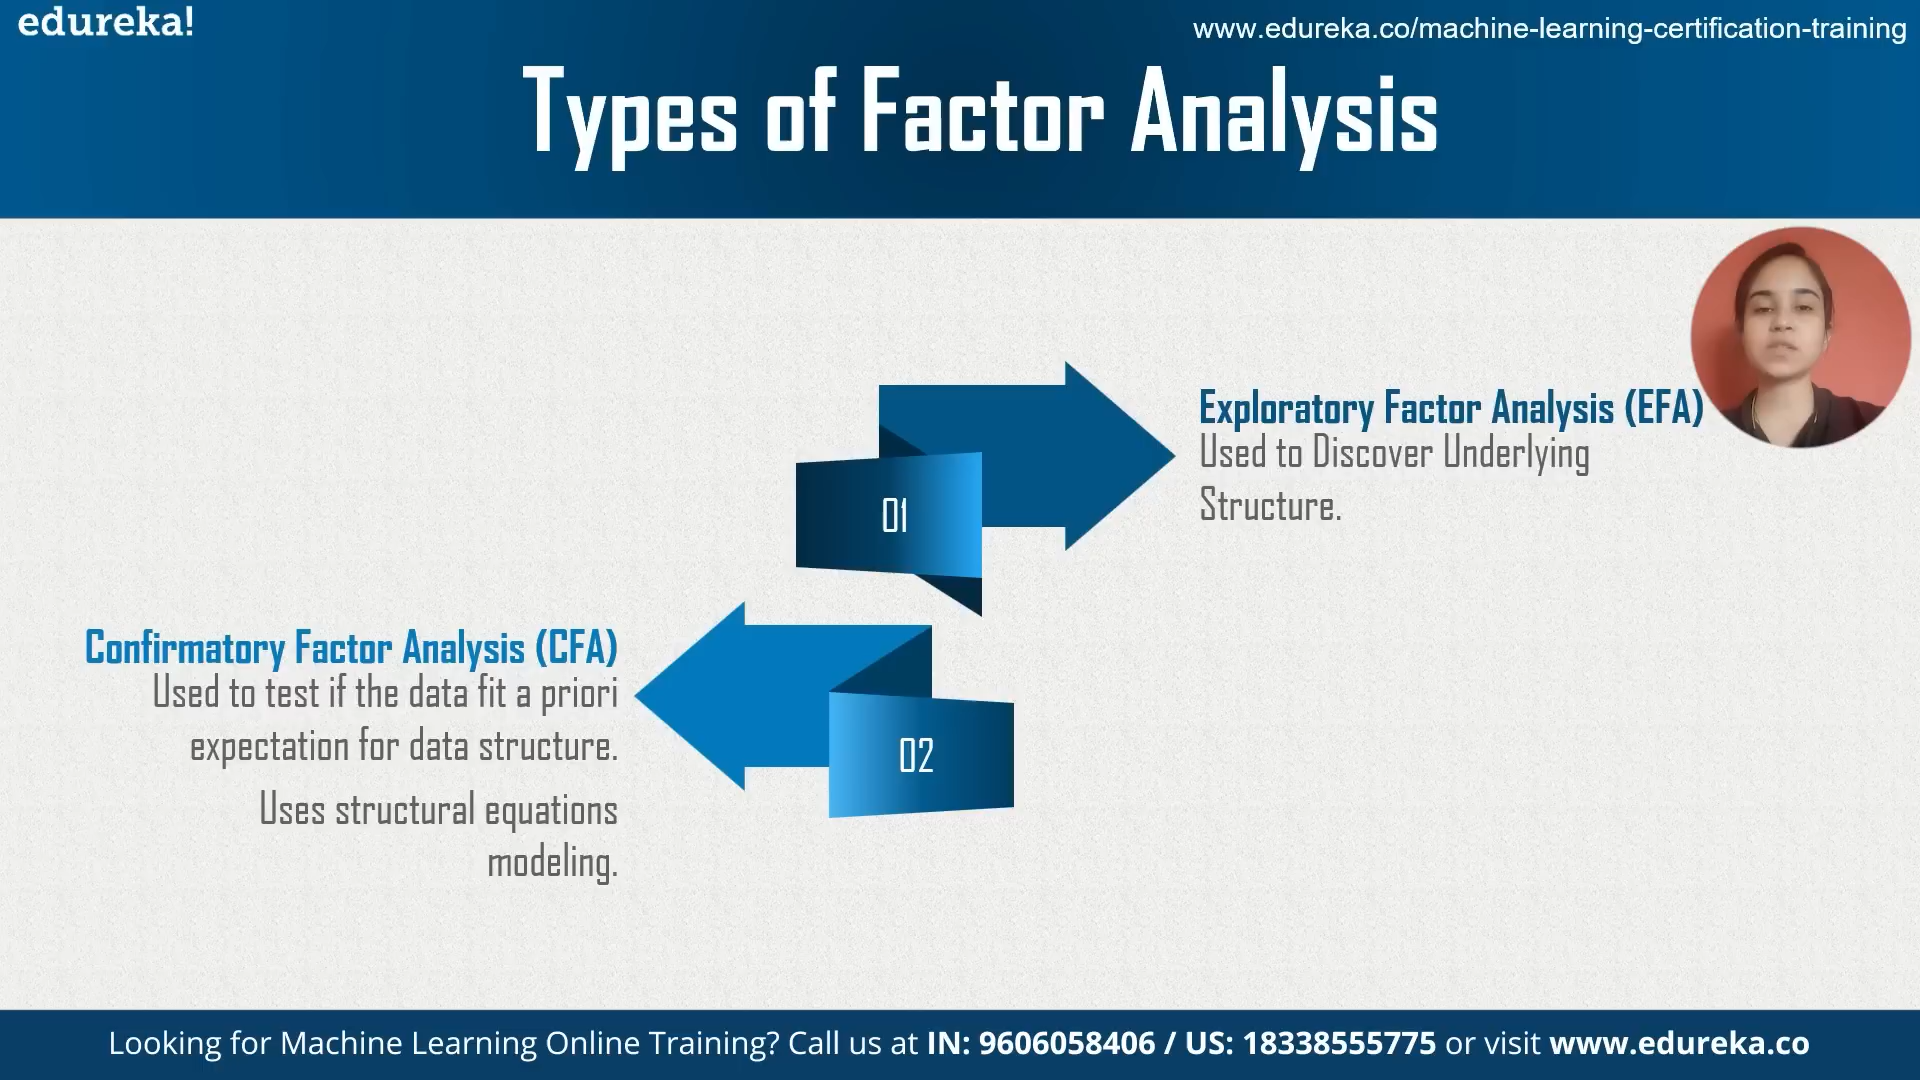 edureka!
www.edureka.co/machine-learning-certification-training
Types of Factor Analysis
01
Exploratory Factor Analysis (EFA)
Used to Discover Underlying
Structure.
Confirmatory Factor Analysis (CFA)
Used to test if the data fit a priori
expectation for data structure.
Uses structural equations
modeling.
02
Looking for Machine Learning Online Training? Call us at IN: 9606058406 / US: 18338555775 or visit www.edureka.co